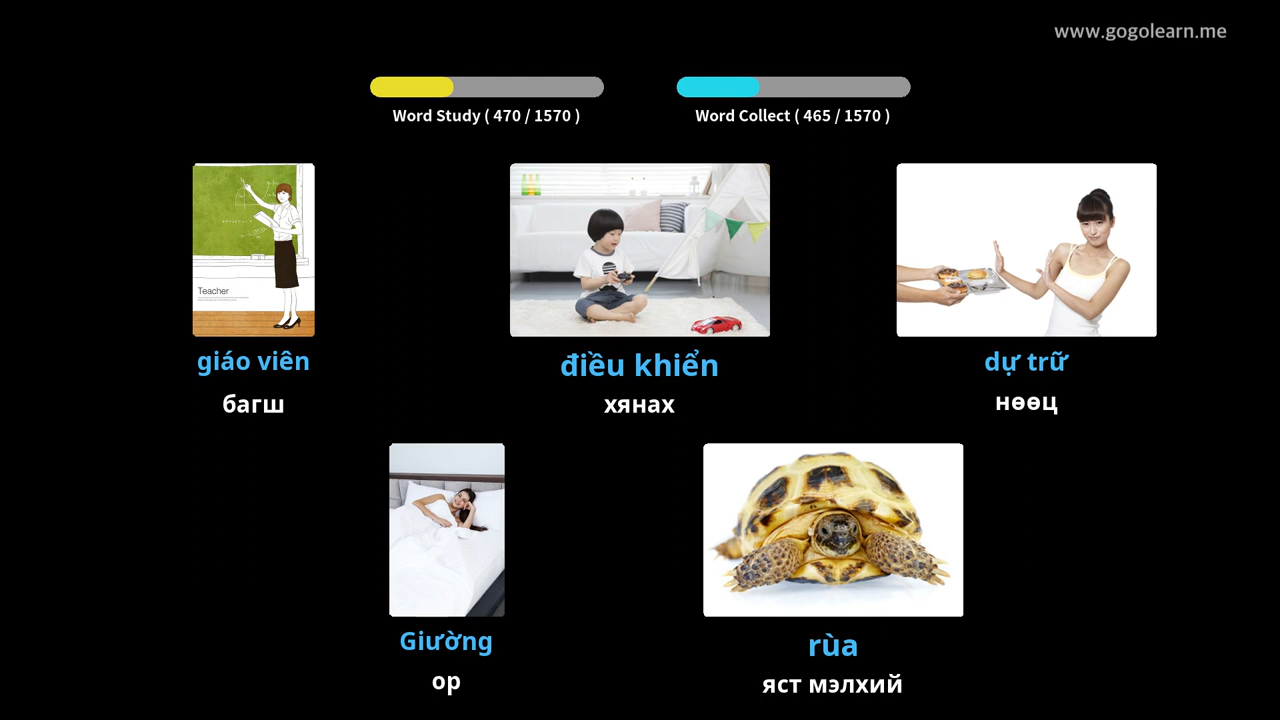 www.gogolearn.me
Word Study ( 470 / 1570 )
Word Collect ( 465 / 1570 )
Teacher
giáo viên
điều khiển
dự trữ
багш
хянах
нөөц
Giường
rùa
ор
яст мэлхий